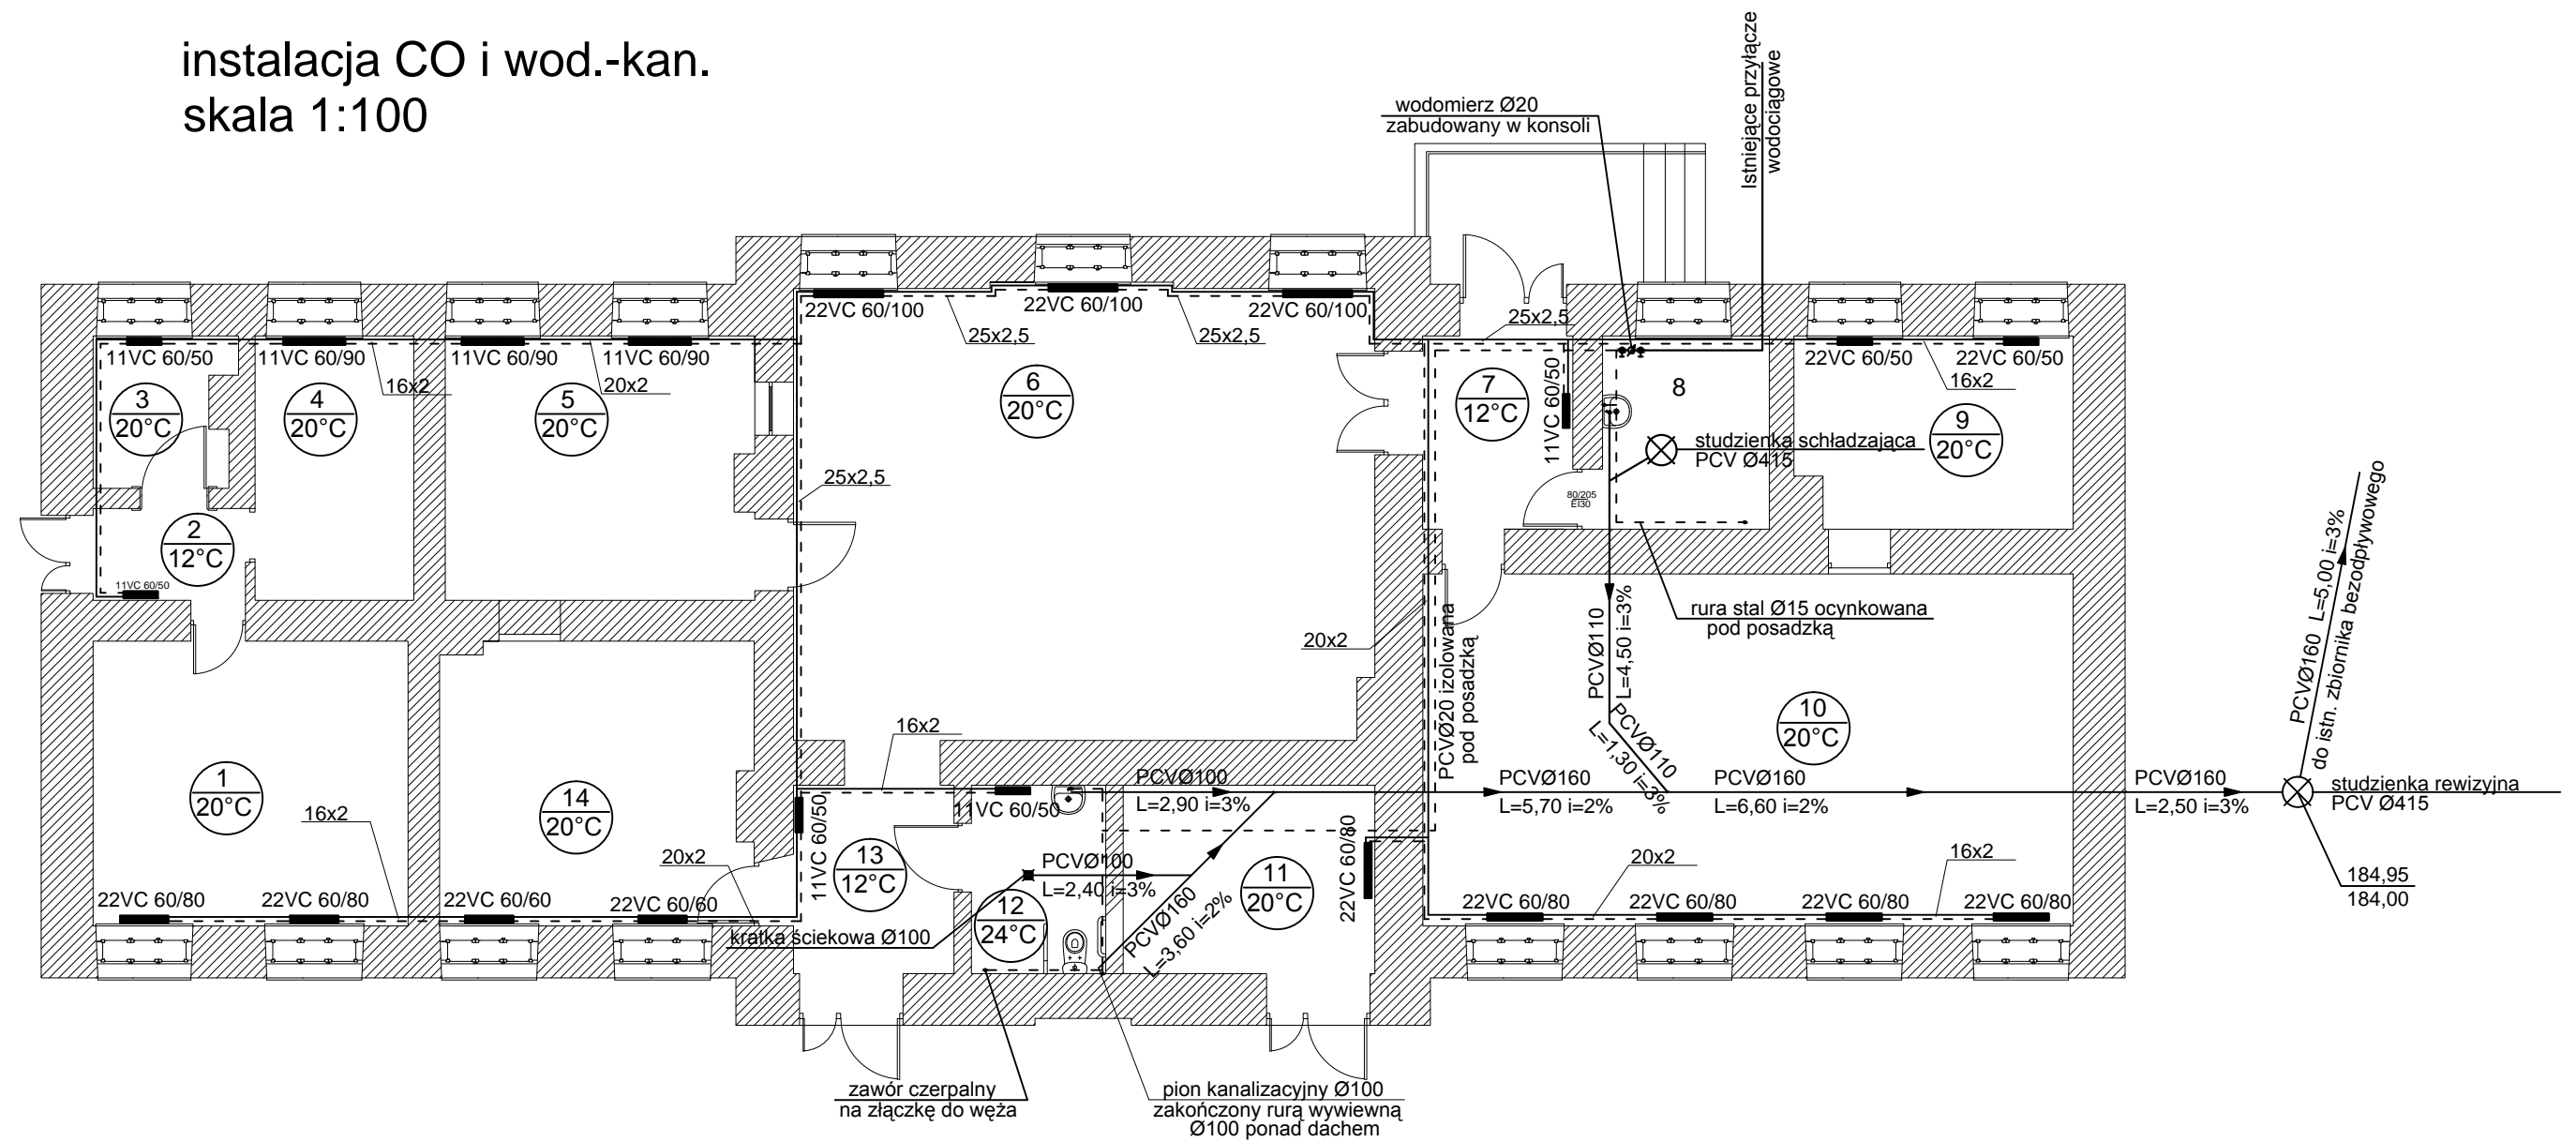 instalacja CO i wod.-kan.
skala 1:100
wodomierz Ø20
zabudowany w konsoli
Istniejące przyłącze
wodociągowe
22VC 60/100
22VC 60/100
22VC 60/100
25x2,5
25x2,5
25x2,5
11VC 60/50
11VC 60/90
11VC 60/90
11VC 60/90
16x2
20x2
22VC 60/50
22VC 60/50
16x2
3
20°C
4
20°C
5
20°C
6
20°C
7
12°C
11VC 60/50
8
9
20°C
studzienka schładzająca
PCV Ø415
80/205
EI30
25x2,5
2
12°C
11VC 60/50
rura stal Ø15 ocynkowana
pod posadzką
20x2
PCVØ20 izolowana
pod posadzką
PCVØ110
L=4,50 i=3%
PCVØ110
L=1,30 i=3%
PCVØ160 L=5,00 i=3%
do istn. zbiornika bezodpływowego
10
20°C
1
20°C
14
20°C
16x2
16x2
20x2
11VC 60/50
13
12°C
11VC 60/50
PCVØ100
L=2,90 i=3%
PCVØ100
L=2,40 i=3%
PCVØ160
L=3,60 i=2%
12
24°C
11
20°C
22VC 60/80
PCVØ160
L=5,70 i=2%
PCVØ160
L=6,60 i=2%
PCVØ160
L=2,50 i=3%
studzienka rewizyjna
PCV Ø415
184,95
184,00
20x2
16x2
22VC 60/80
22VC 60/80
22VC 60/60
22VC 60/60
22VC 60/80
22VC 60/80
22VC 60/80
22VC 60/80
kratka ściekowa Ø100
zawór czerpalny
na złączkę do węża
pion kanalizacyjny Ø100
zakończony rurą wywiewną
Ø100 ponad dachem